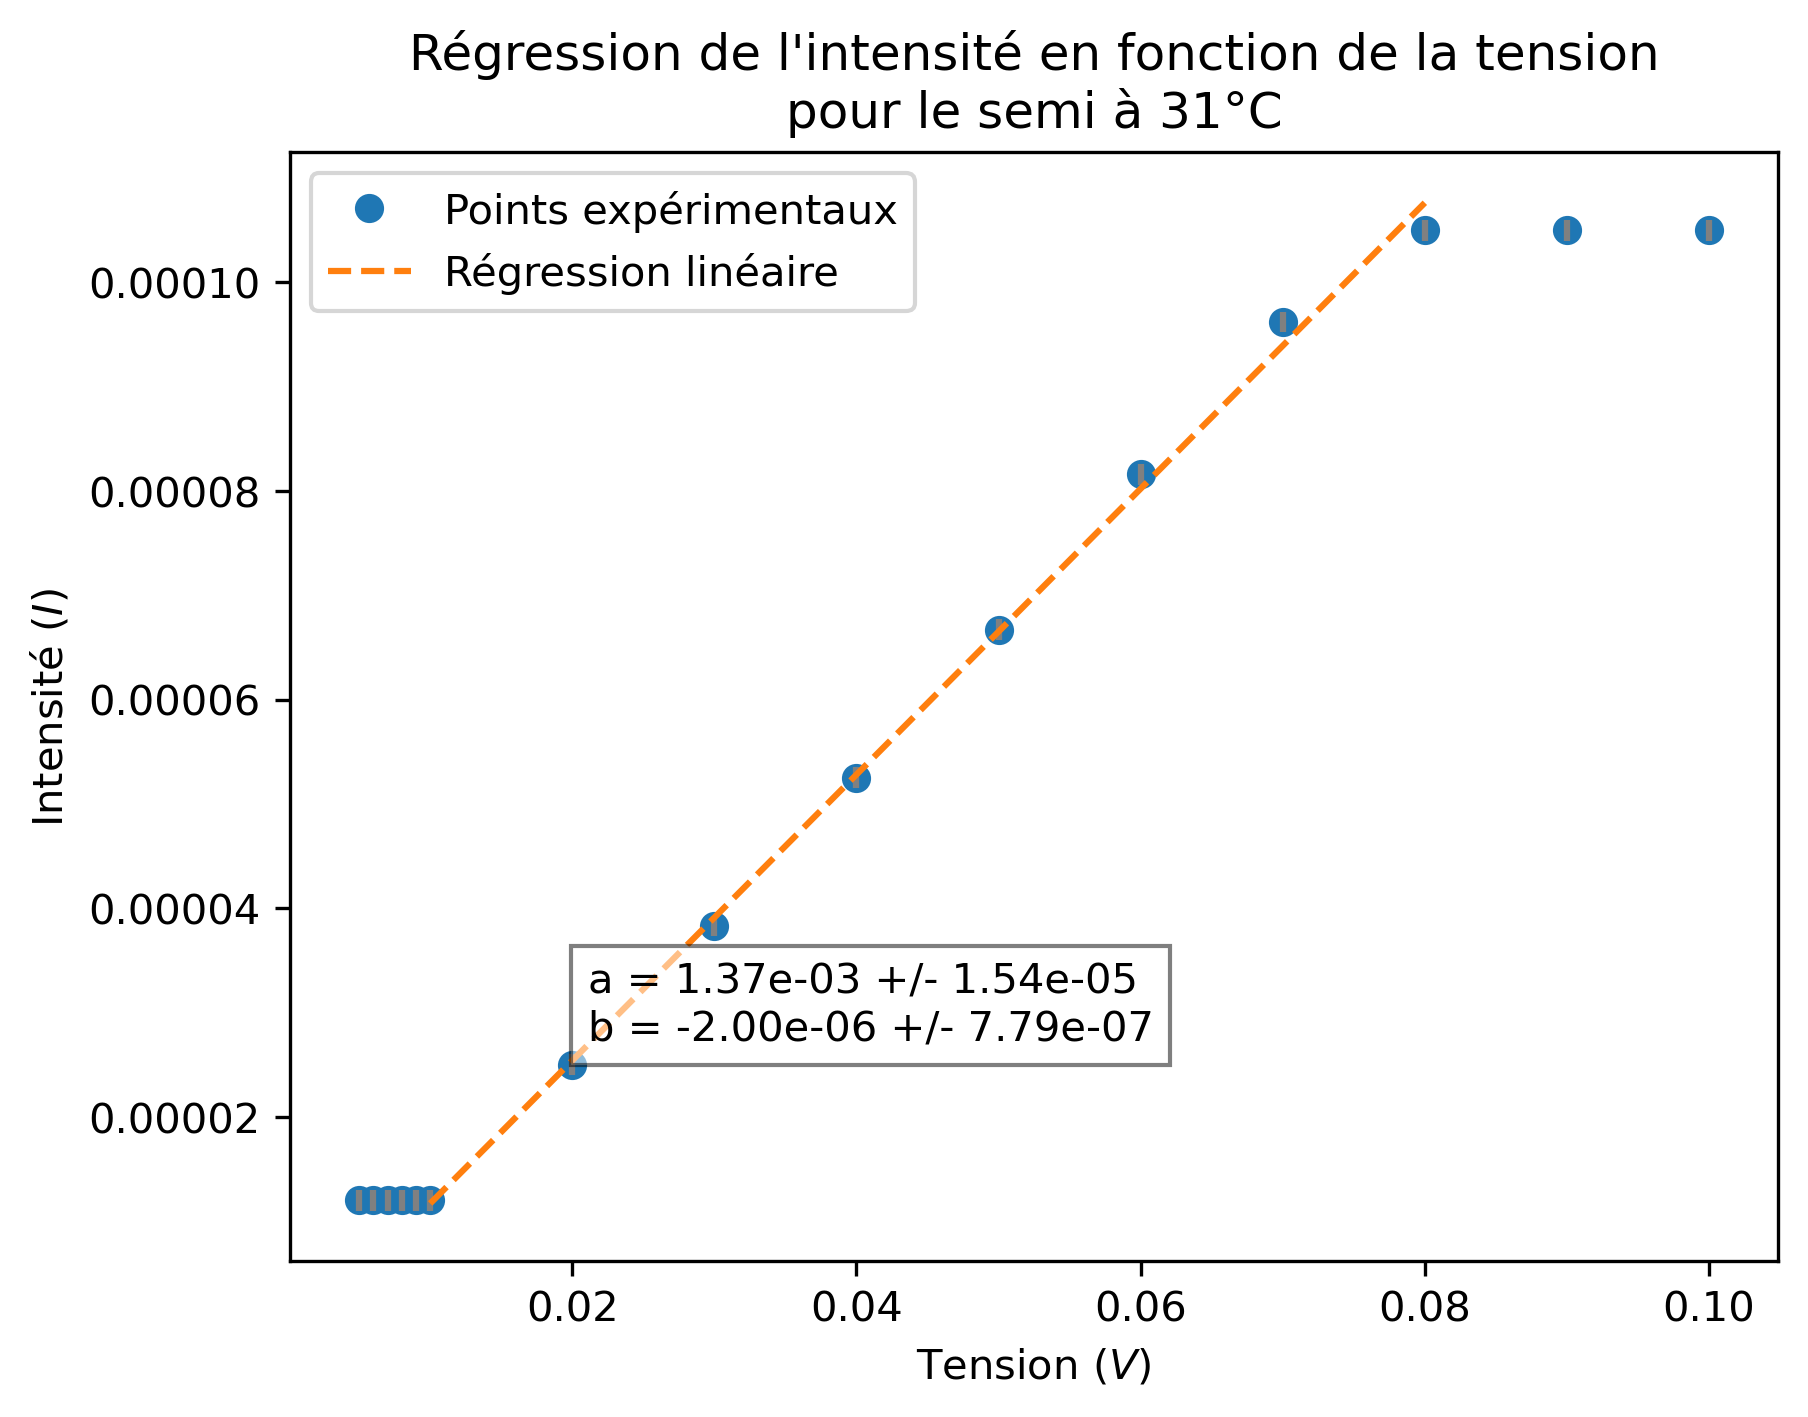 Régression de l'intensité en fonction de la tension
pour le semi à 31°C
Points expérimentaux
Régression linéaire
0.00010
0.00008
0.00006
0.00004
0.00002
Intensité (I)
a = 1.37e-03 +/- 1.54e-05
b = -2.00e-06 +/- 7.79e-07
0.02 0.04 0.06 0.08 0.10
Tension (V)